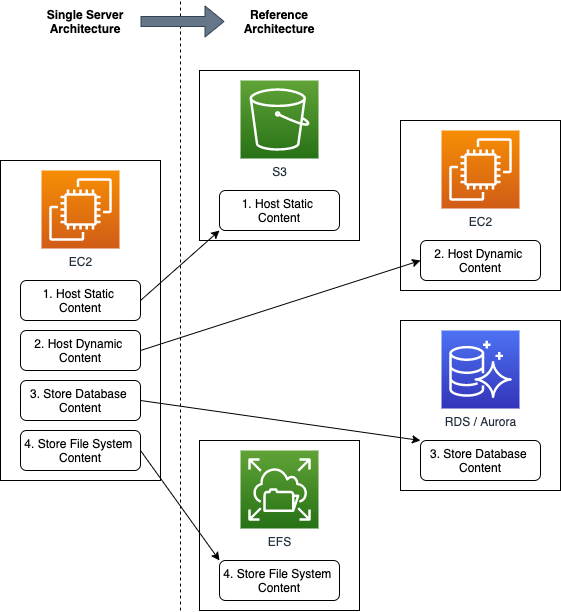 Single Server
Architecture
Reference
Architecture
EC2
1. Host Static
Content
2. Host Dynamic
Content
3. Store Database
Content
4. Store File System
Content
S3
1. Host Static
Content
EC2
2. Host Dynamic
Content
RDS / Aurora
3. Store Database
Content
EFS
4. Store File System
Content